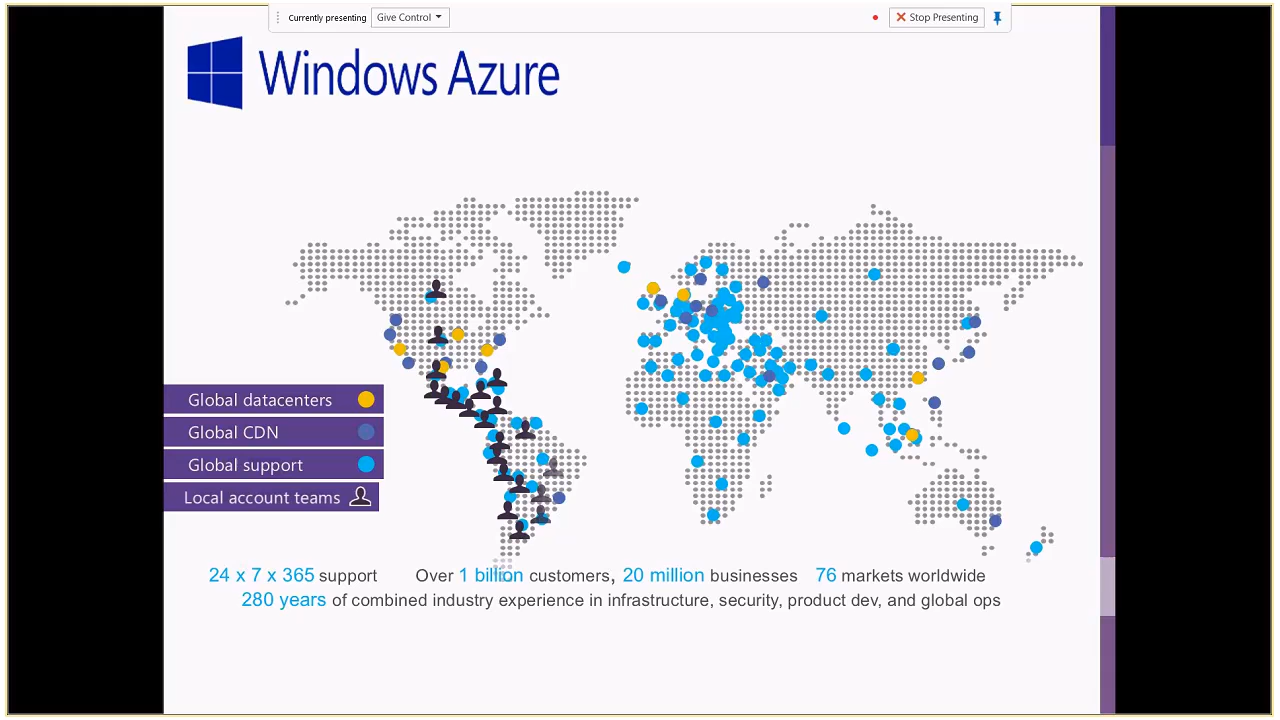 Currently presenting Give Control Stop Presenting
Windows Azure
Global datacenters
Global CDN
Global support
Local account teams
24 x 7 x 365 support Over 1 billion customers, 20 million businesses 76 markets worldwide
280 years of combined industry experience in infrastructure, security, product dev, and global ops